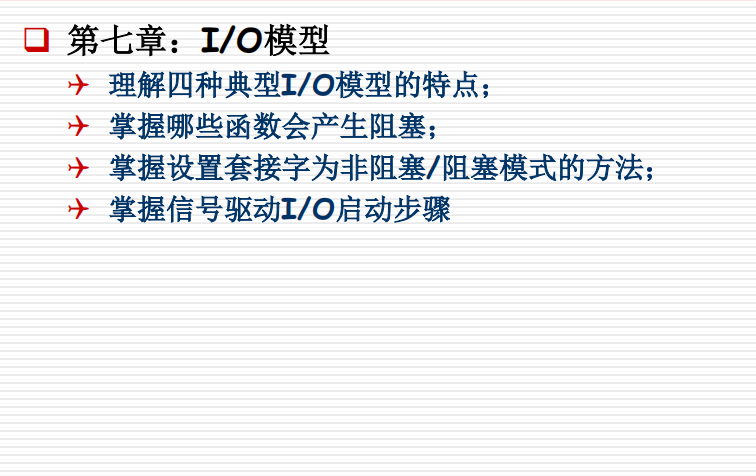 第七章：I/O模型
理解四种典型I/O模型的特点；
掌握哪些函数会产生阻塞；
掌握设置套接字为非阻塞/阻塞模式的方法；
掌握信号驱动I/O启动步骤